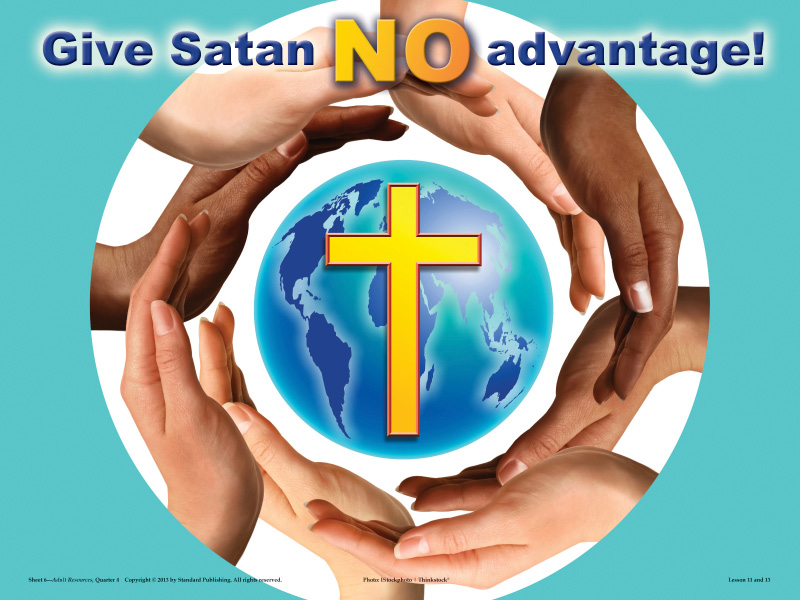 Give Satan NO advantage!
Sheet 6—Adult Resources, Quarter 4 Copyright © 2013 by Standard Publishing. All rights reserved. Photo: iStockphoto | Thinkstock® Lesson 11 and 13